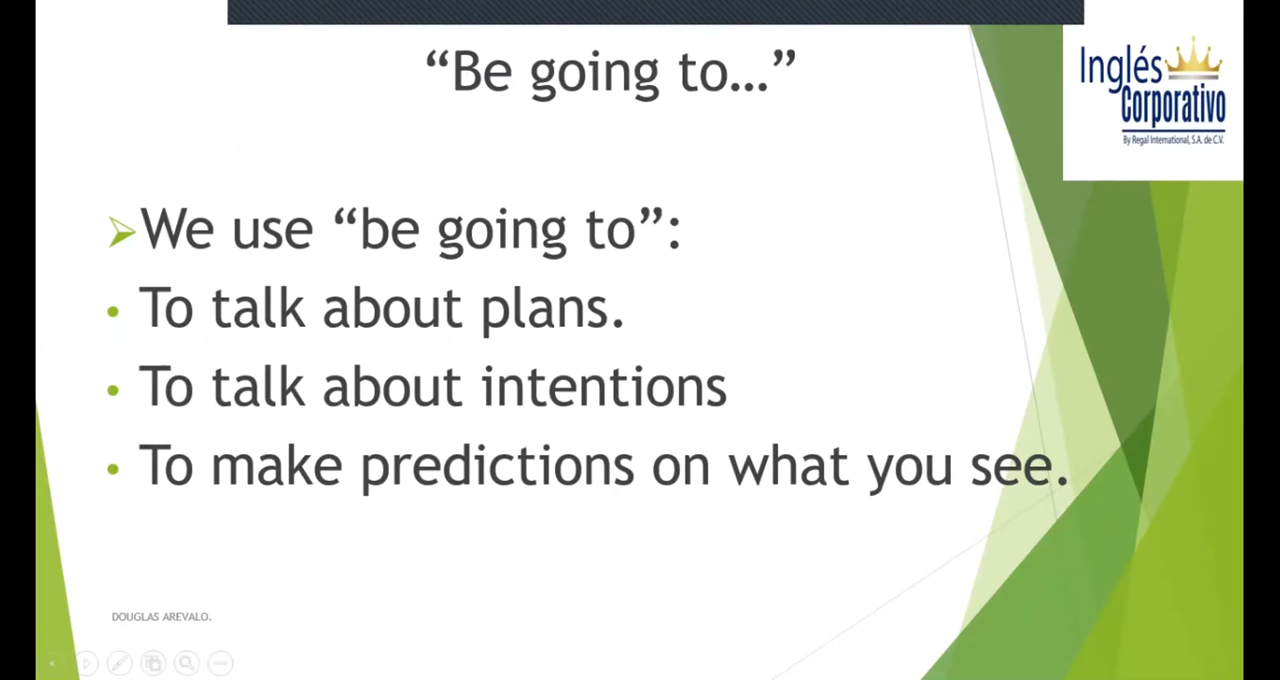 “Be going to…”
Inglés
Corporativo
By Regal International, S.A. de C.V.
We use “be going to”:
To talk about plans.
To talk about intentions
To make predictions on what you see.
DOUGLAS AREVALO.